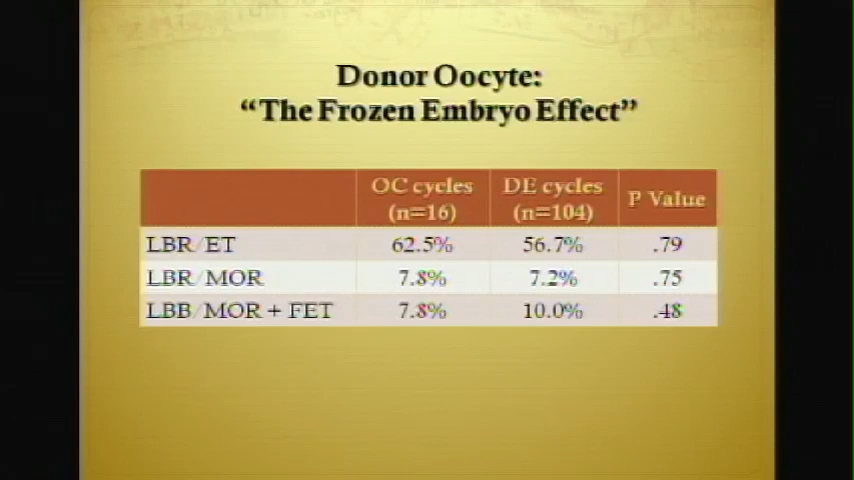 Donor Oocyte:
“The Frozen Embryo Effect”
OC cycles (n=16) DE cycles (n=104) P Value
LBR/ET 62.5% 56.7% .79
LBR/MOR 7.8% 7.2% .75
LBB/MOR + FET 7.8% 10.0% .48